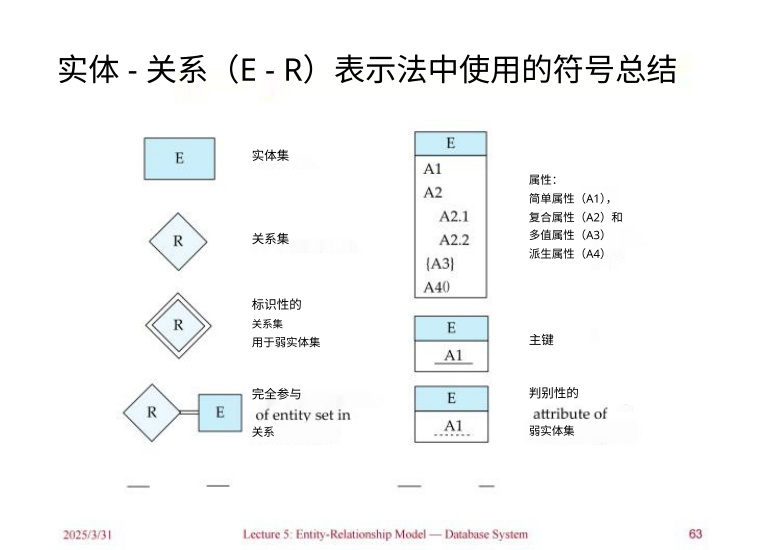 实体 - 关系（E - R）表示法中使用的符号总结
E
实体集
R
关系集
R
标识性的
关系集
用于弱实体集
R
E
完全参与
of entity set in
关系
E
A1
A2
A2.1
A2.2
{A3}
A4()
属性：
简单属性（A1），
复合属性（A2）和
多值属性（A3）
派生属性（A4）
E
A1
主键
E
A1
判别性的
attribute of
弱实体集
2025/3/31
Lecture 5: Entity-Relationship Model — Database System
63